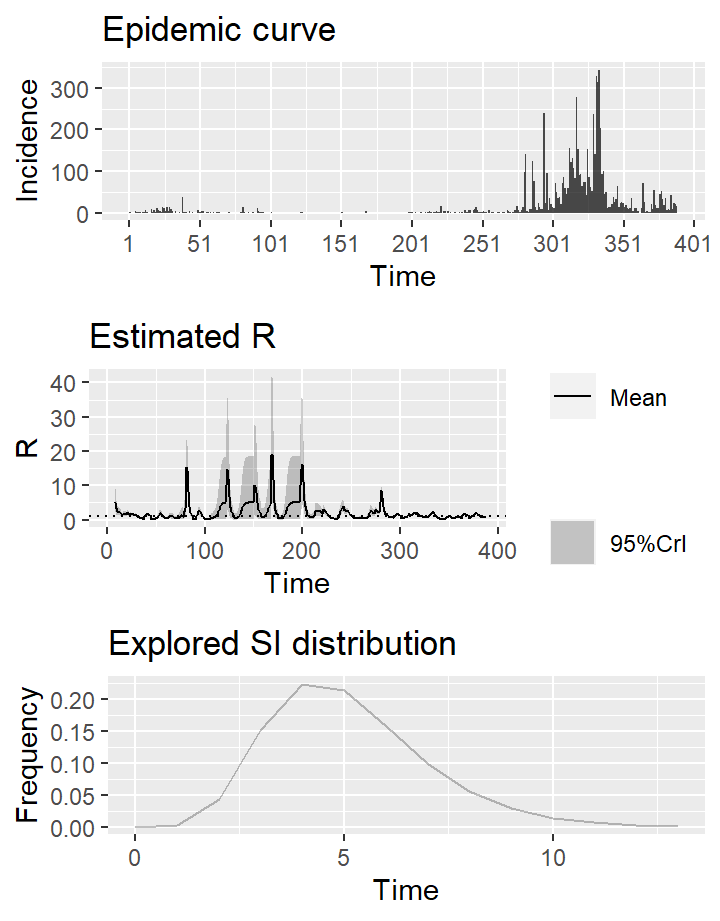 Epidemic curve
300
200
100
0
Incidence
1 51 101 151 201 251 301 351 401
Time
Estimated R
40
30
20
10
0
R
0 100 200 300 400
Time
Mean
95%CrI
Explored SI distribution
0.20
0.15
0.10
0.05
0.00
Frequency
0 5 10
Time